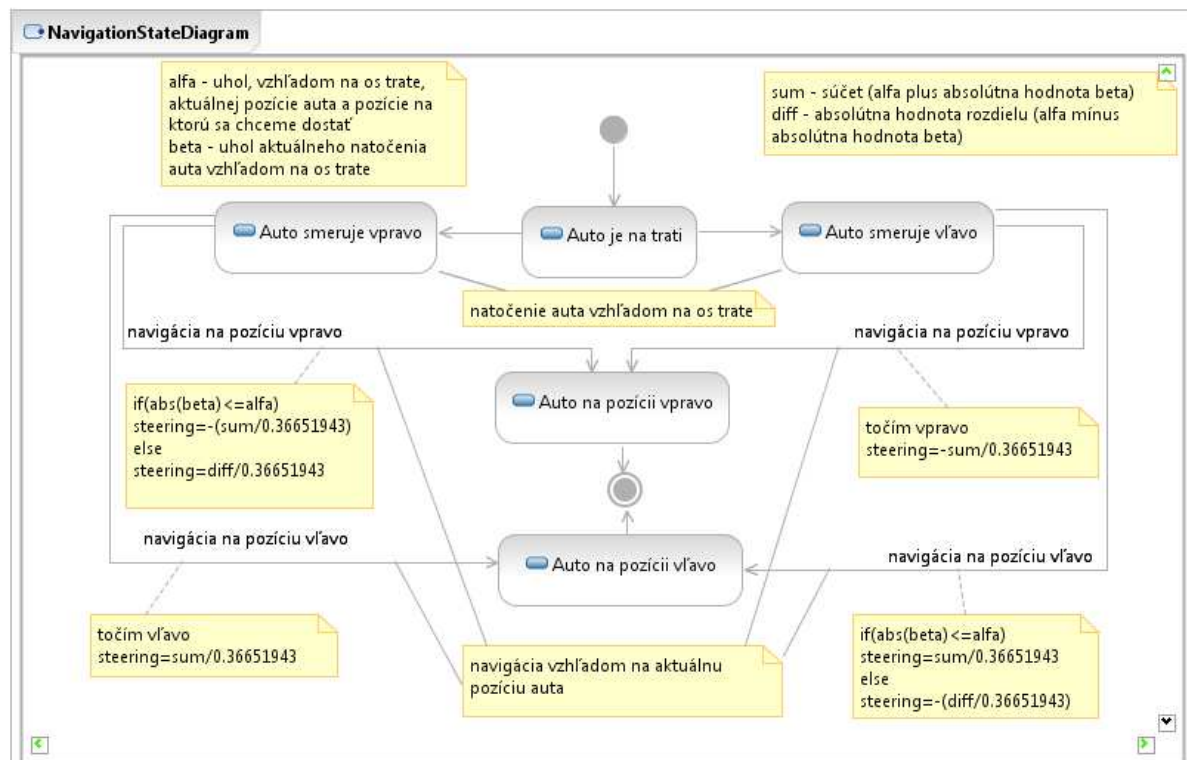 NavigationStateDiagram
alfa - uhol, vzhľadom na os trate,
aktuálnej pozície auta a pozície na
ktorú sa chceme dostať
beta - uhol aktuálneho natočenia
auta vzhľadom na os trate
sum - súčet (alfa plus absolútna hodnota beta)
diff - absolútna hodnota rozdielu (alfa mínus
absolútna hodnota beta)
Auto smeruje vpravo
Auto je na trati
Auto smeruje vľavo
natočenie auta vzhľadom na os trate
navigácia na pozíciu vpravo
navigácia na pozíciu vpravo
Auto na pozícii vpravo
if(abs(beta)<=alfa)
steering=-(sum/0.36651943)
else
steering=diff/0.36651943
točím vpravo
steering=-sum/0.36651943
navigácia na pozíciu vľavo
navigácia na pozíciu vľavo
Auto na pozícii vľavo
točím vľavo
steering=sum/0.36651943
navigácia vzhľadom na aktuálnu
pozíciu auta
if(abs(beta)<=alfa)
steering=sum/0.36651943
else
steering=-(diff/0.36651943)